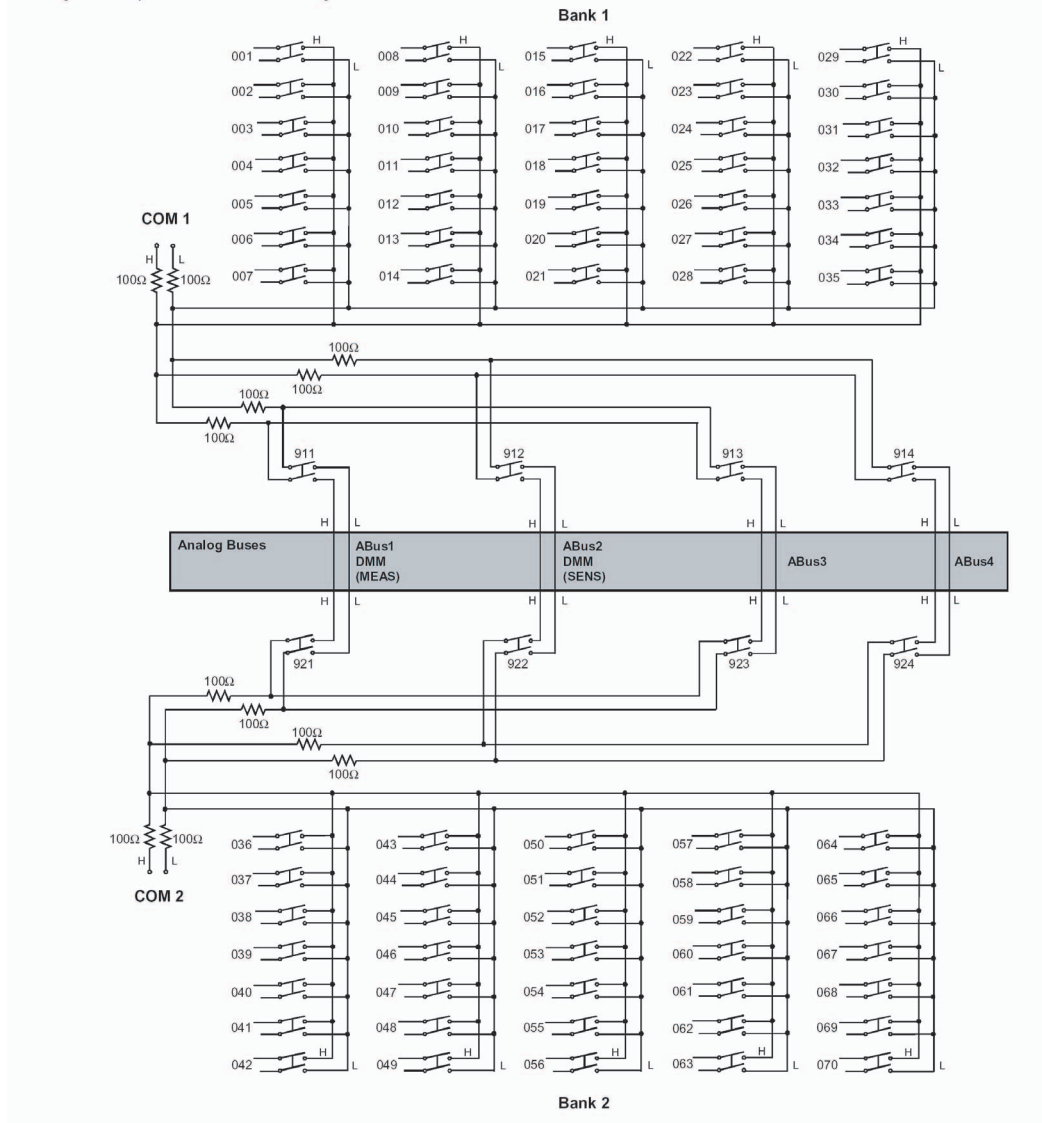 Bank 1
H H H H H
001 008 015 022 029
L L L L L
002 009 016 023 030
003 010 017 024 031
004 011 018 025 032
005 012 019 026 033
COM 1
006 013 020 027 034
H L
100Ω 100Ω
007 014 021 028 035
100Ω
100Ω
100Ω
100Ω
911 912 913 914
H L H L H L H L
Analog Buses
ABus1
DMM
(MEAS)
ABus2
DMM
(SENS)
ABus3
ABus4
H L H L H L H L
921 922 923 924
100Ω
100Ω
100Ω
100Ω
100Ω 100Ω
H L
COM 2
036 043 050 057 064
037 044 051 058 065
038 045 052 059 066
039 046 053 060 067
040 047 054 061 068
041 048 055 062 069
H H H H H
042 049 056 063 070
L L L L L
Bank 2